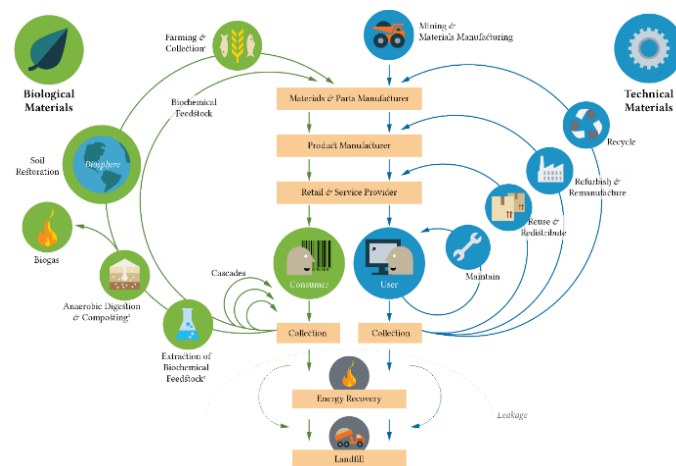 Farming &
Collection¹
Mining &
Materials Manufacturing
Biological
Materials
Technical
Materials
Materials & Parts Manufacturer
Biochemical
Feedstock
Recycle
Product Manufacturer
Soil
Restoration
Biosphere
Refurbish &
Remanufacture
Retail & Service Provider
Reuse &
Redistribute
Biogas
Cascades
Consumer
User
Maintain
Anaerobic Digestion
& Composting²
Collection
Collection
Extraction of
Biochemical
Feedstock²
Energy Recovery
Leakage
Landfill